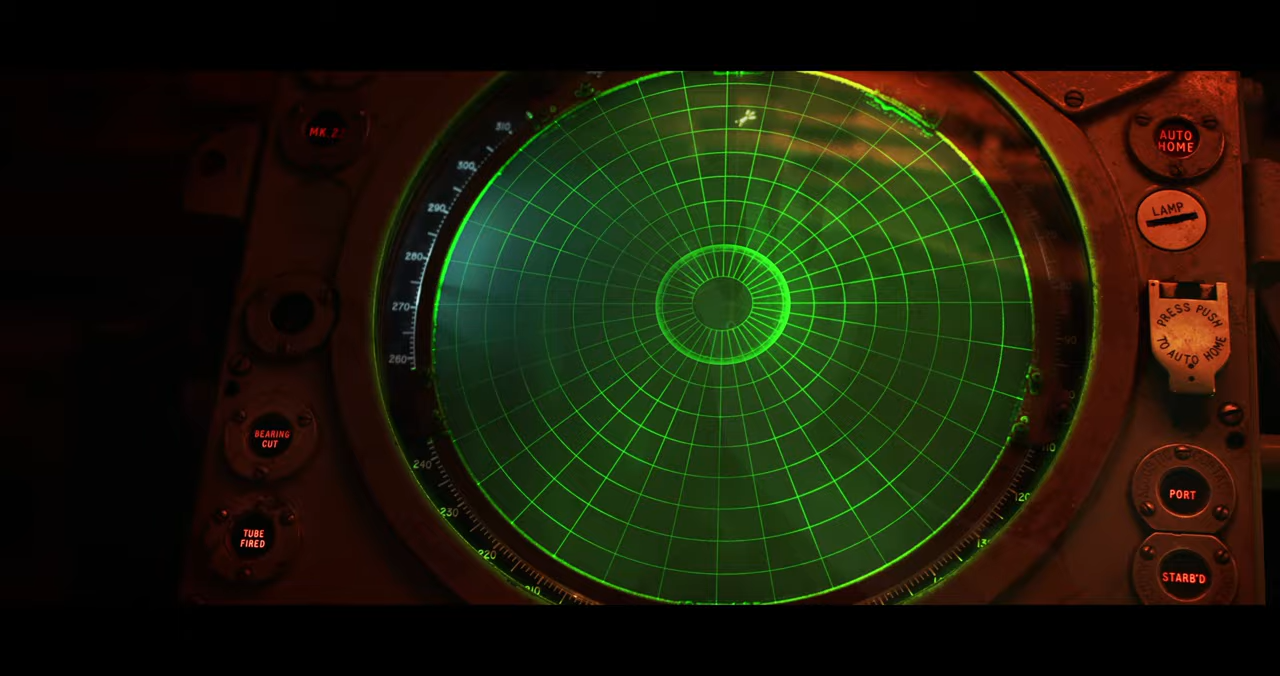 310
300
290
280
270
260
240
230
220
MK.2
BEARING
CUT
TUBE
FIRED
AUTO
HOME
LAMP
PRESS PUSH
TO AUTO HOME
PORT
STARB'D